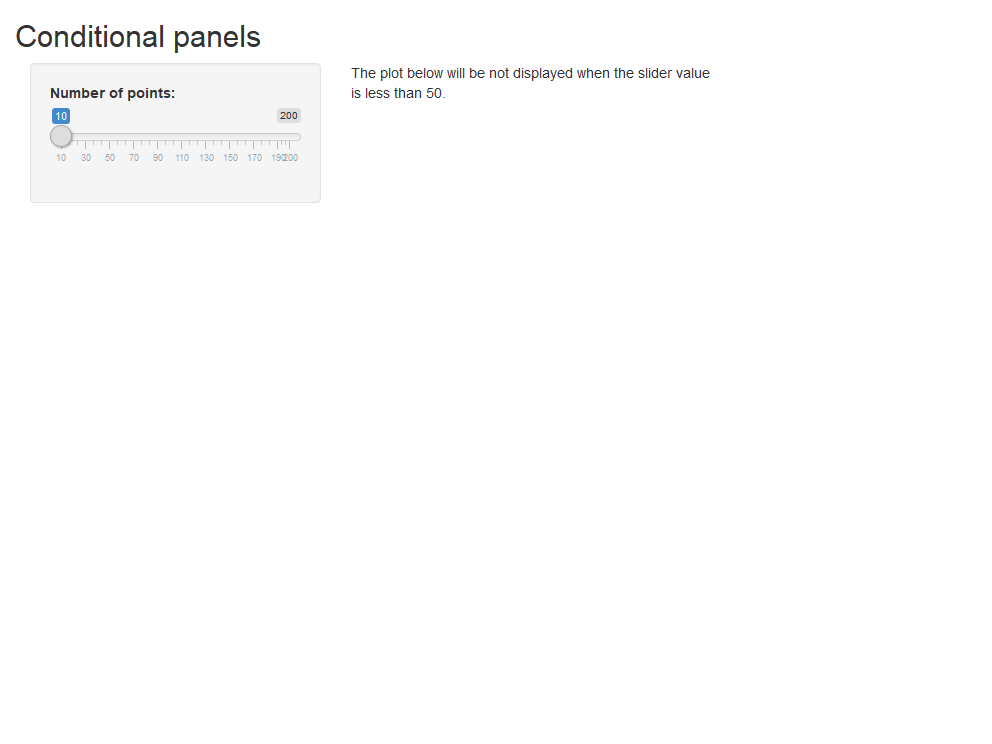 Conditional panels
Number of points:
10 200
10 30 50 70 90 110 130 150 170 190 200
The plot below will be not displayed when the slider value
is less than 50.